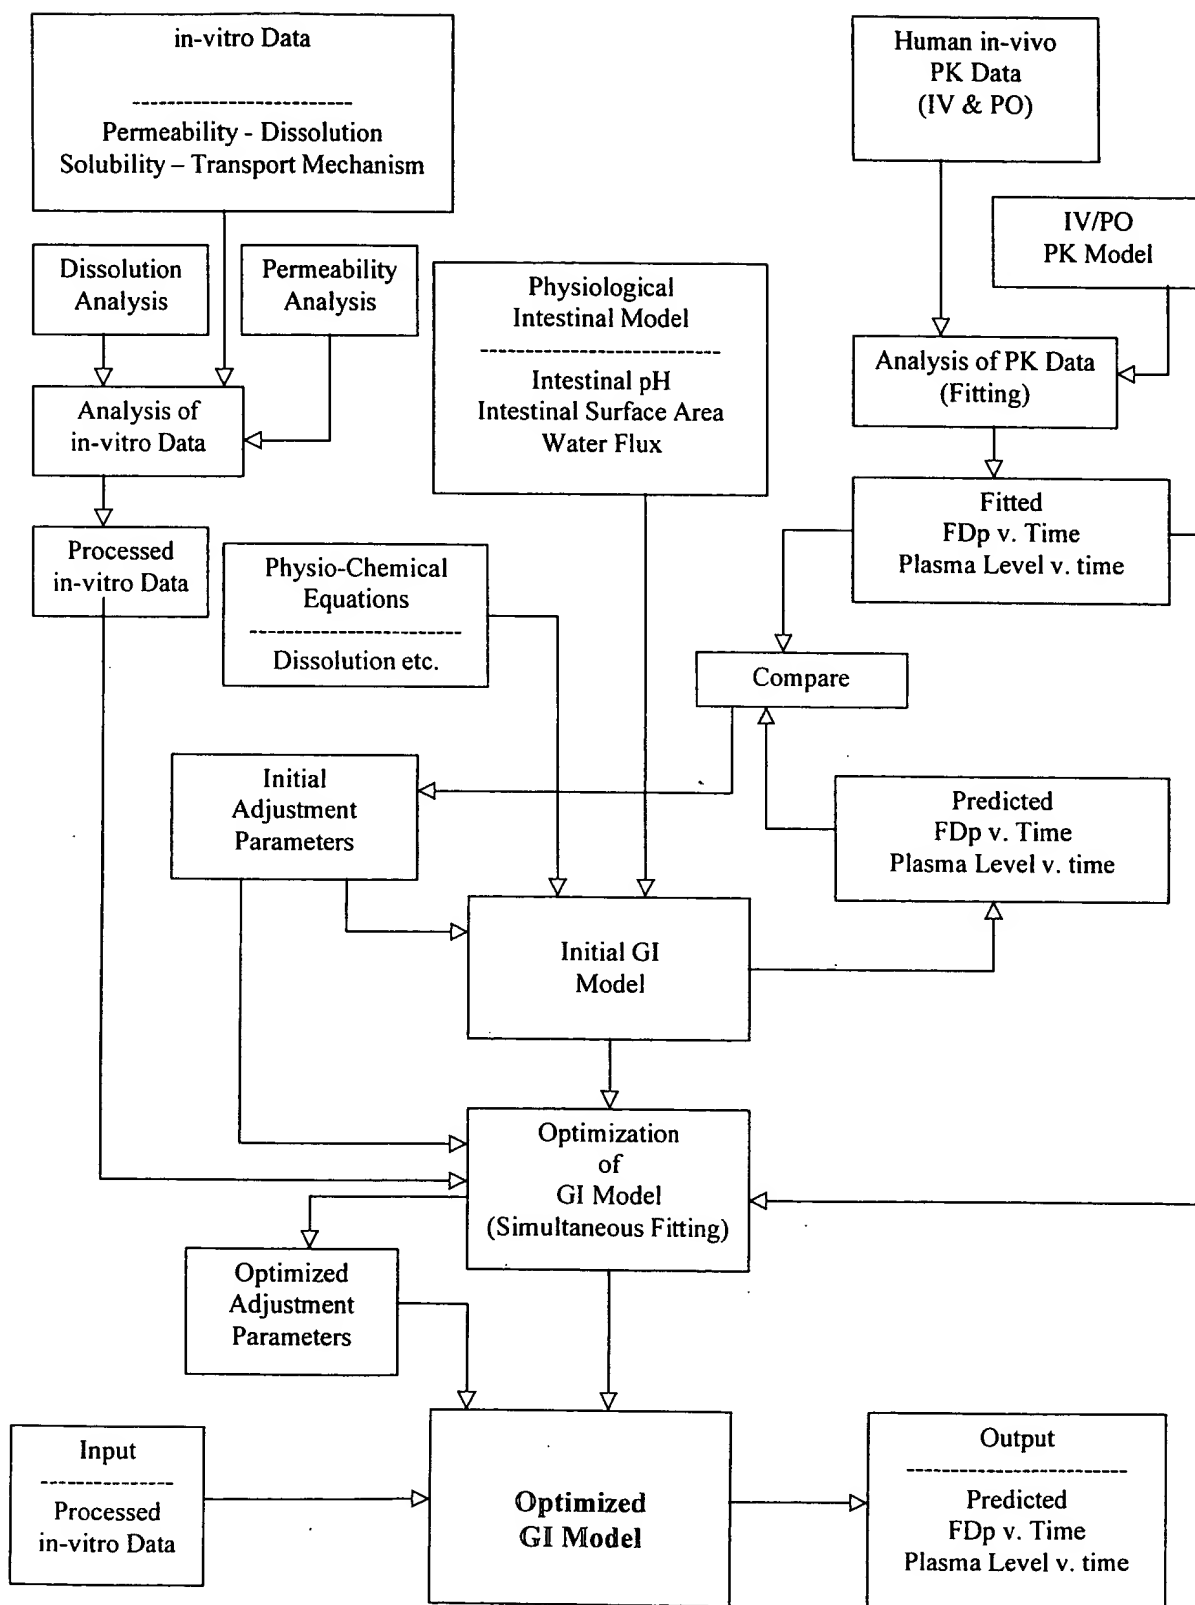 in-vitro Data
Permeability - Dissolution
Solubility – Transport Mechanism
Human in-vivo
PK Data
(IV & PO)
IV/PO
PK Model
Dissolution
Analysis
Permeability
Analysis
Physiological
Intestinal Model
Intestinal pH
Intestinal Surface Area
Water Flux
Analysis of PK Data
(Fitting)
Analysis of
in-vitro Data
Fitted
FDp v. Time
Plasma Level v. time
Processed
in-vitro Data
Physio-Chemical
Equations
Dissolution etc.
Compare
Initial
Adjustment
Parameters
Predicted
FDp v. Time
Plasma Level v. time
Initial GI
Model
Optimization
of
GI Model
(Simultaneous Fitting)
Optimized
Adjustment
Parameters
Input
Processed
in-vitro Data
Optimized
GI Model
Output
Predicted
FDp v. Time
Plasma Level v. time